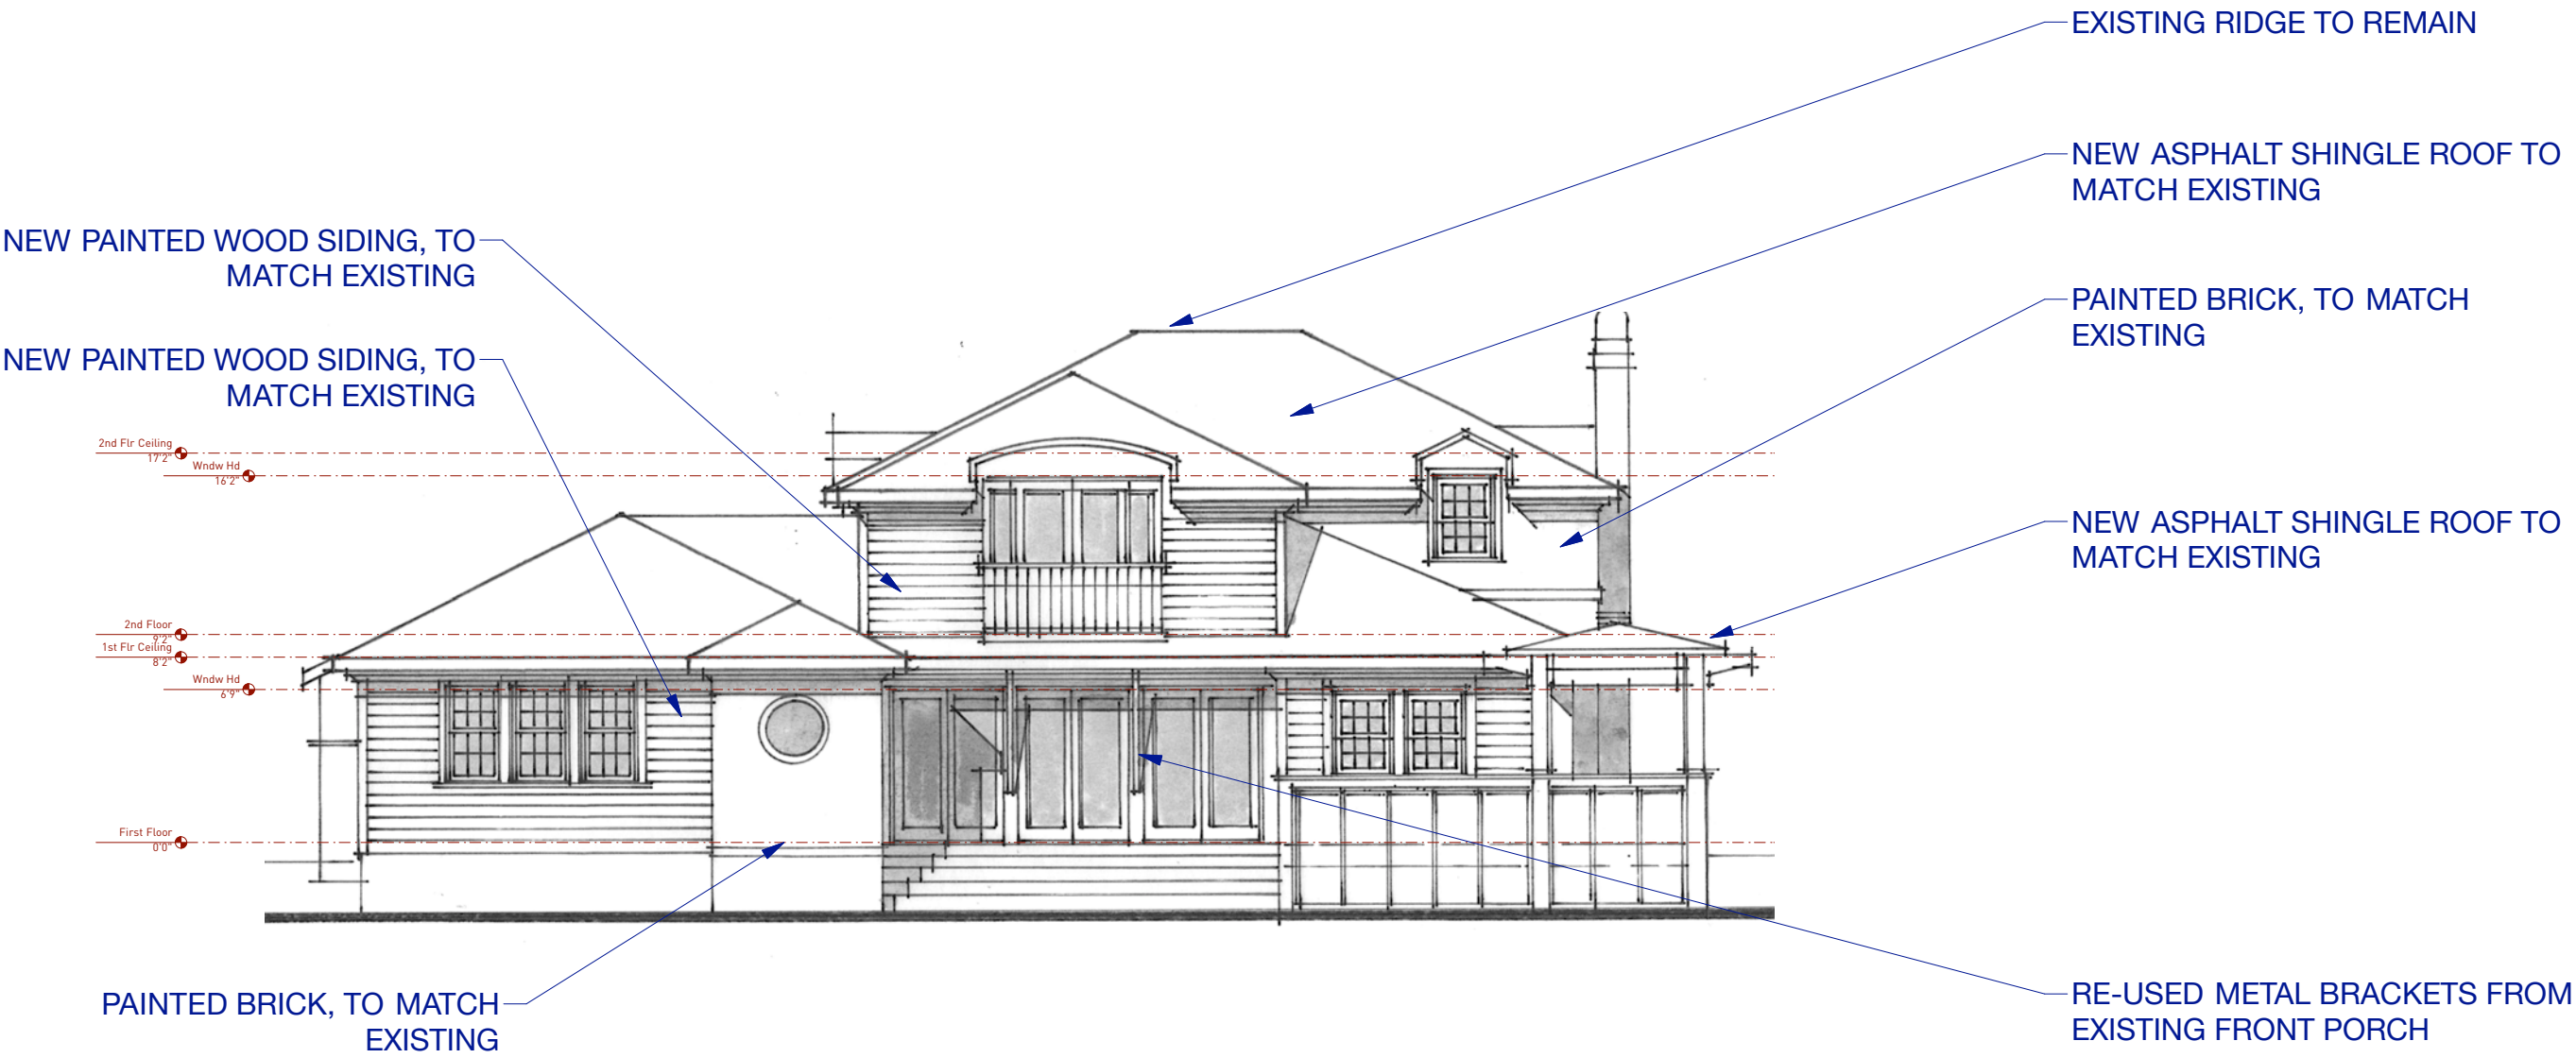 EXISTING RIDGE TO REMAIN
NEW ASPHALT SHINGLE ROOF TO
MATCH EXISTING
NEW PAINTED WOOD SIDING, TO
MATCH EXISTING
PAINTED BRICK, TO MATCH
EXISTING
NEW PAINTED WOOD SIDING, TO
MATCH EXISTING
2nd Flr Ceiling
17'2"
Wndw Hd
16'2"
NEW ASPHALT SHINGLE ROOF TO
MATCH EXISTING
2nd Floor
9'2"
1st Flr Ceiling
8'2"
Wndw Hd
6'9"
First Floor
0'0"
PAINTED BRICK, TO MATCH
EXISTING
RE-USED METAL BRACKETS FROM
EXISTING FRONT PORCH